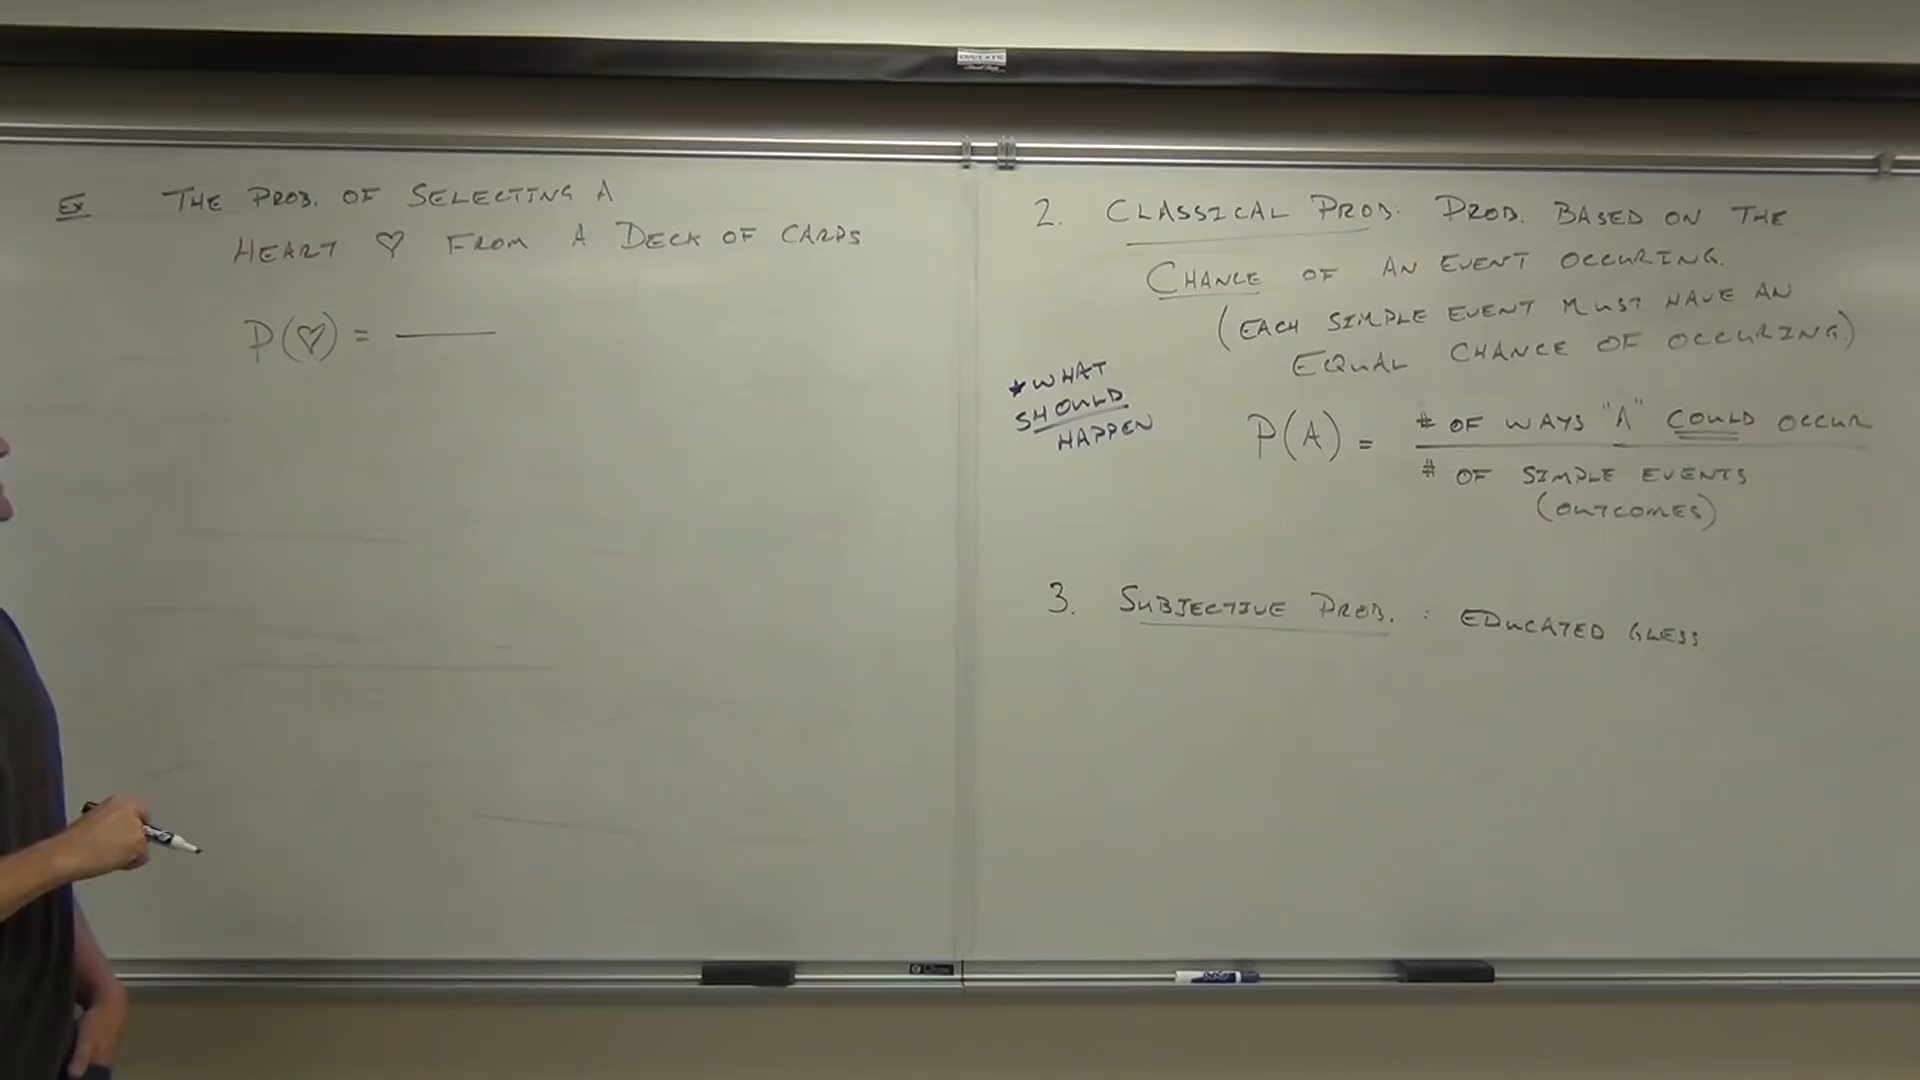 Ex THE PROB. OF SELECTING A
HEART ♡ FROM A DECK OF CARDS
P(♡) =
2. CLASSICAL PROB. PROB. BASED ON THE
CHANCE OF AN EVENT OCCURING.
(EACH SIMPLE EVENT MUST HAVE AN
EQUAL CHANCE OF OCCURING.)
★ WHAT
SHOULD
HAPPEN
P(A) = # OF WAYS "A" COULD OCCUR
# OF SIMPLE EVENTS
(OUTCOMES)
3. SUBJECTIVE PROB. : EDUCATED GUESS.